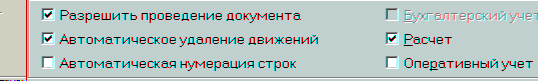 Разрешить проведение документа
Бухгалтерский учет
Автоматическое удаление движений
Расчет
Автоматическая нумерация строк
Оперативный учет